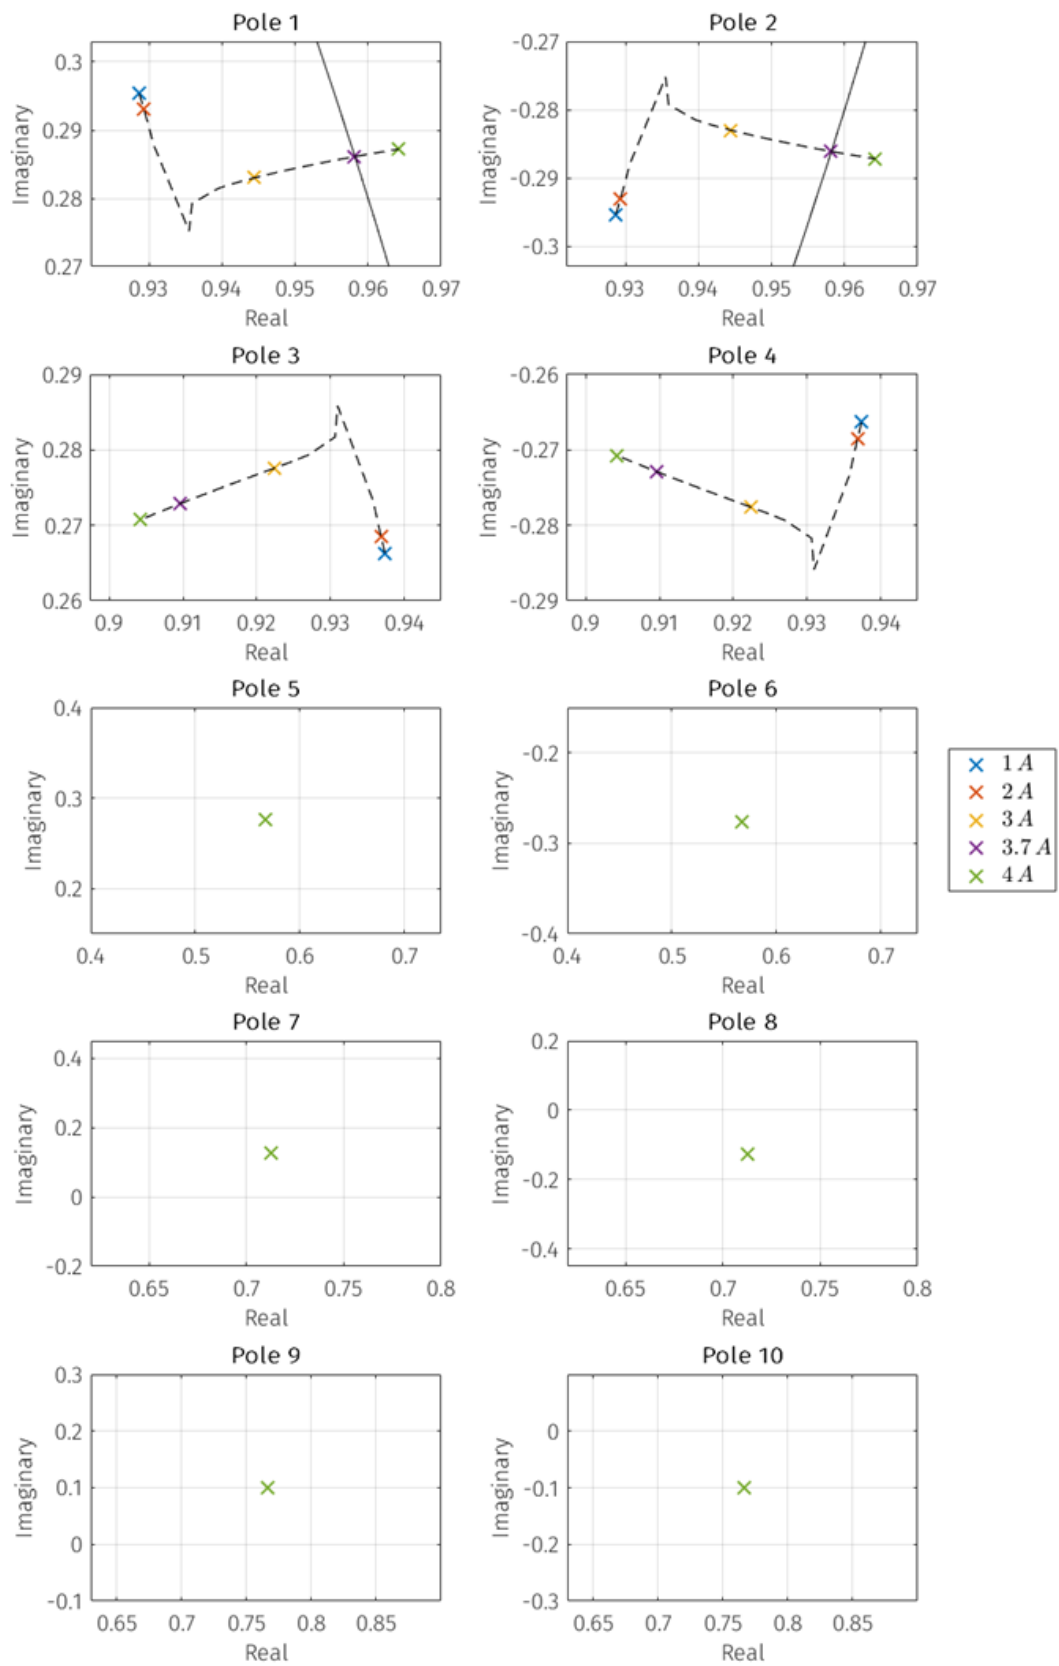 Pole 1
Pole 2
0.3
0.29
0.28
0.27
Imaginary
0.93 0.94 0.95 0.96 0.97
Real
-0.27
-0.28
-0.29
-0.3
Imaginary
0.93 0.94 0.95 0.96 0.97
Real
Pole 3
Pole 4
0.29
0.28
0.27
0.26
Imaginary
0.9 0.91 0.92 0.93 0.94
Real
-0.26
-0.27
-0.28
-0.29
Imaginary
0.9 0.91 0.92 0.93 0.94
Real
Pole 5
Pole 6
0.4
0.3
0.2
Imaginary
0.4 0.5 0.6 0.7
Real
-0.2
-0.3
-0.4
Imaginary
0.4 0.5 0.6 0.7
Real
1 A
2 A
3 A
3.7 A
4 A
Pole 7
Pole 8
0.4
0.2
0
-0.2
Imaginary
0.65 0.7 0.75 0.8
Real
0.2
0
-0.2
-0.4
Imaginary
0.65 0.7 0.75 0.8
Real
Pole 9
Pole 10
0.3
0.2
0.1
0
-0.1
Imaginary
0.65 0.7 0.75 0.8 0.85
Real
0
-0.1
-0.2
-0.3
Imaginary
0.65 0.7 0.75 0.8 0.85
Real